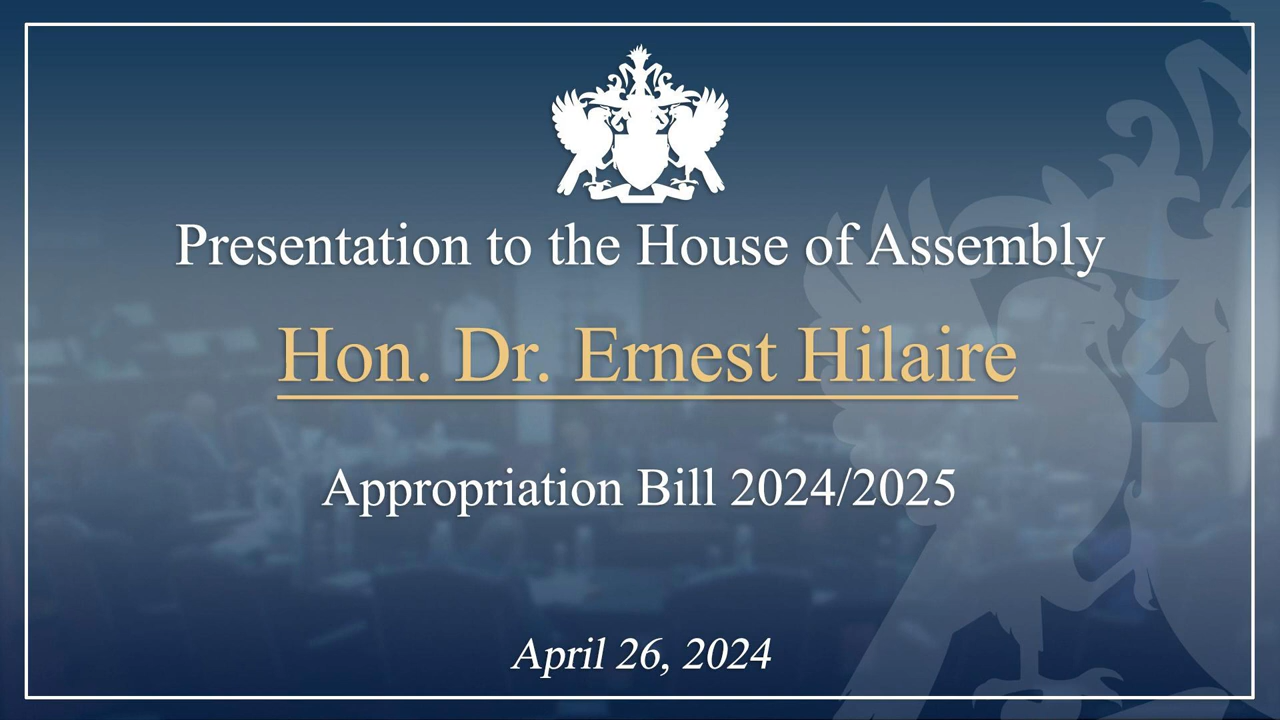 Presentation to the House of Assembly
Hon. Dr. Ernest Hilaire
Appropriation Bill 2024/2025
April 26, 2024